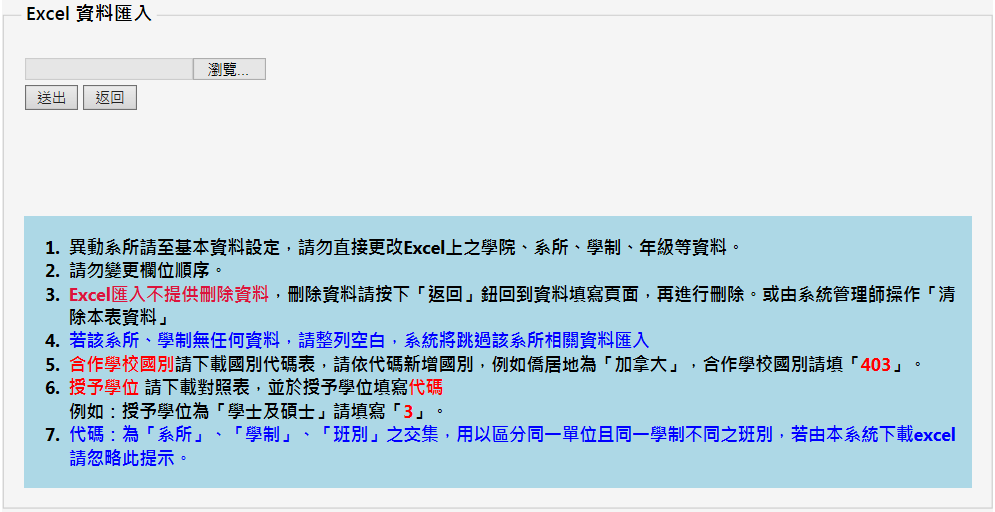 Excel 資料匯入
瀏覽...
送出 返回
1. 異動系所請至基本資料設定，請勿直接更改Excel上之學院、系所、學制、年級等資料。
2. 請勿變更欄位順序。
3. Excel匯入不提供刪除資料，刪除資料請按下「返回」鈕回到資料填寫頁面，再進行刪除。或由系統管理師操作「清
除本表資料」
4. 若該系所、學制無任何資料，請整列空白，系統將跳過該系所相關資料匯入
5. 合作學校國別請下載國別代碼表，請依代碼新增國別，例如僑居地為「加拿大」，合作學校國別請填「403」。
6. 授予學位 請下載對照表，並於授予學位填寫代碼
例如：授予學位為「學士及碩士」請填寫「3」。
7. 代碼：為「系所」、「學制」、「班別」之交集，用以區分同一單位且同一學制不同之班別，若由本系統下載excel
請忽略此提示。